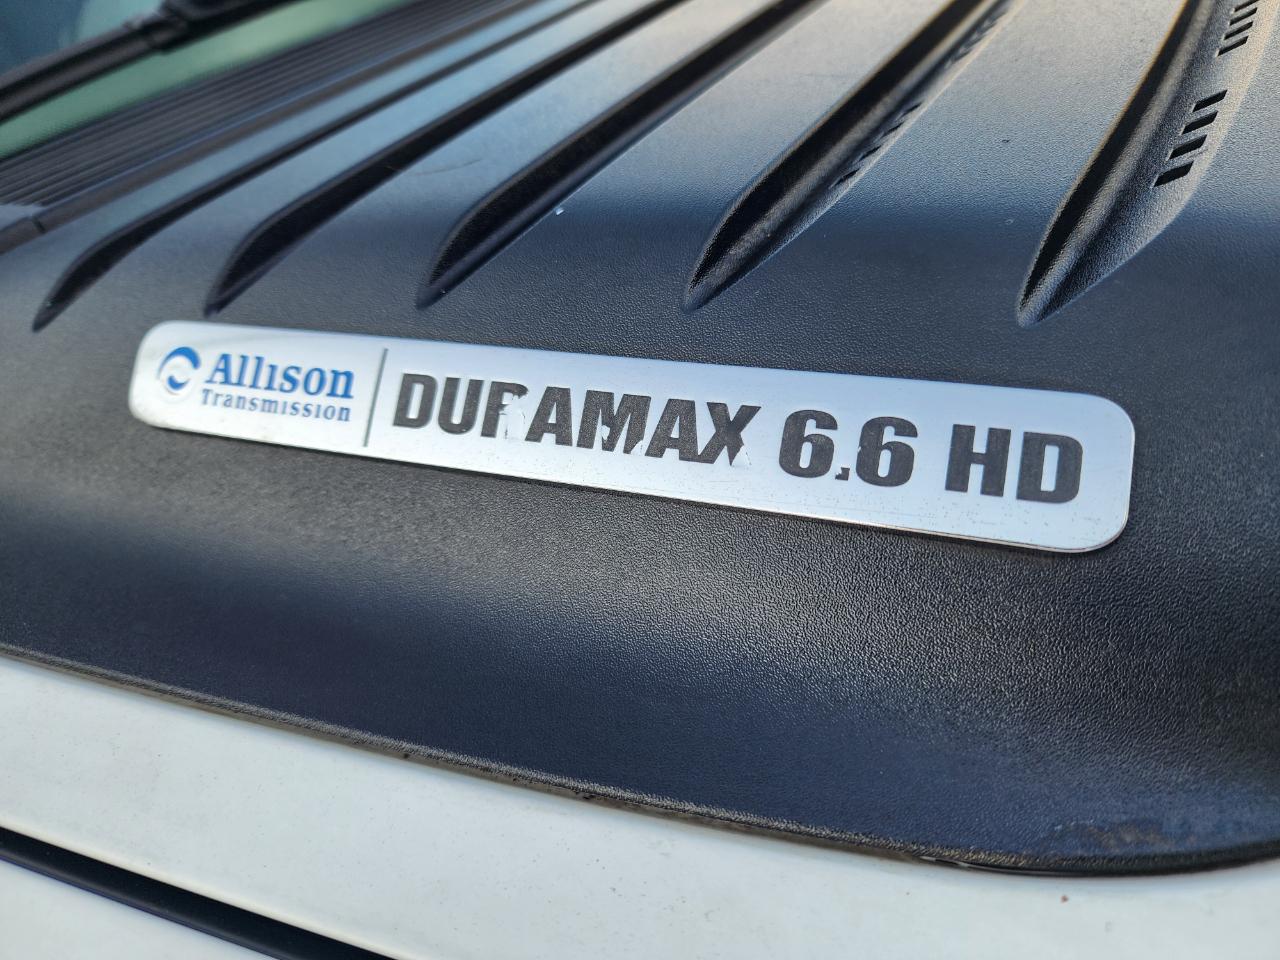 Allison
Transmission
DURAMAX 6.6 HD